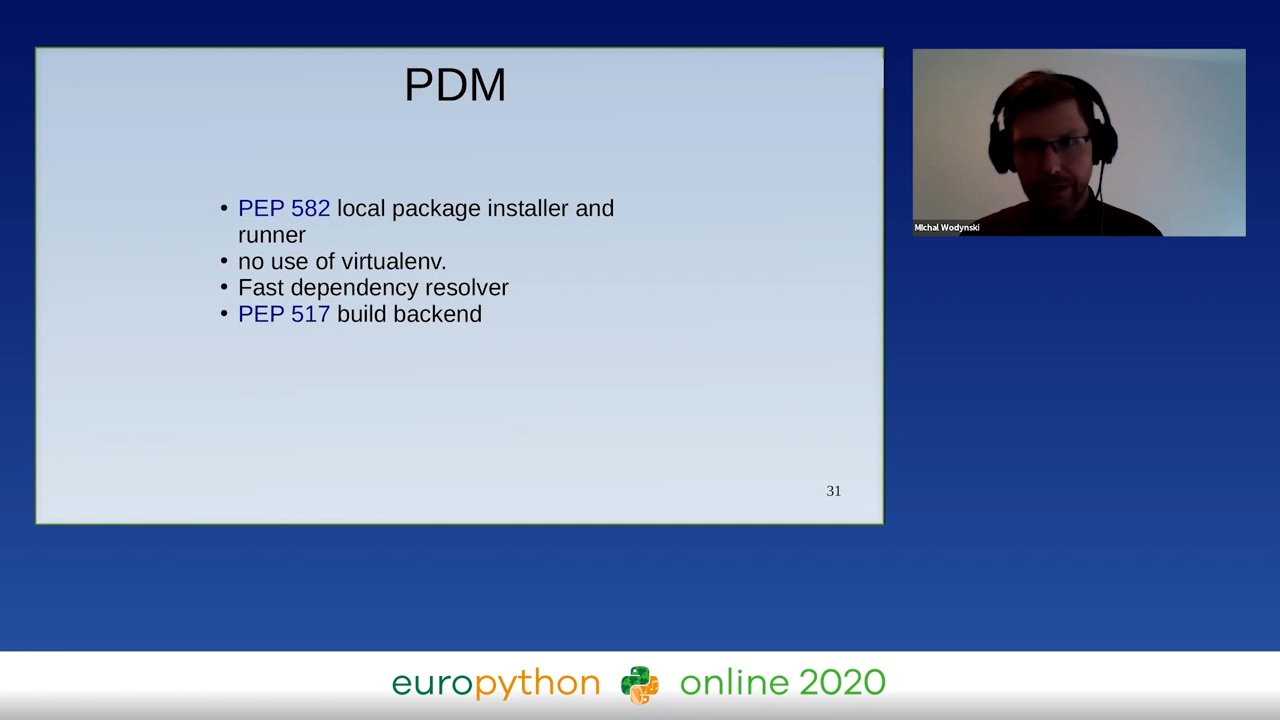 PDM
• PEP 582 local package installer and
runner
• no use of virtualenv.
• Fast dependency resolver
• PEP 517 build backend
31
MIchal Wodynski
europython online 2020